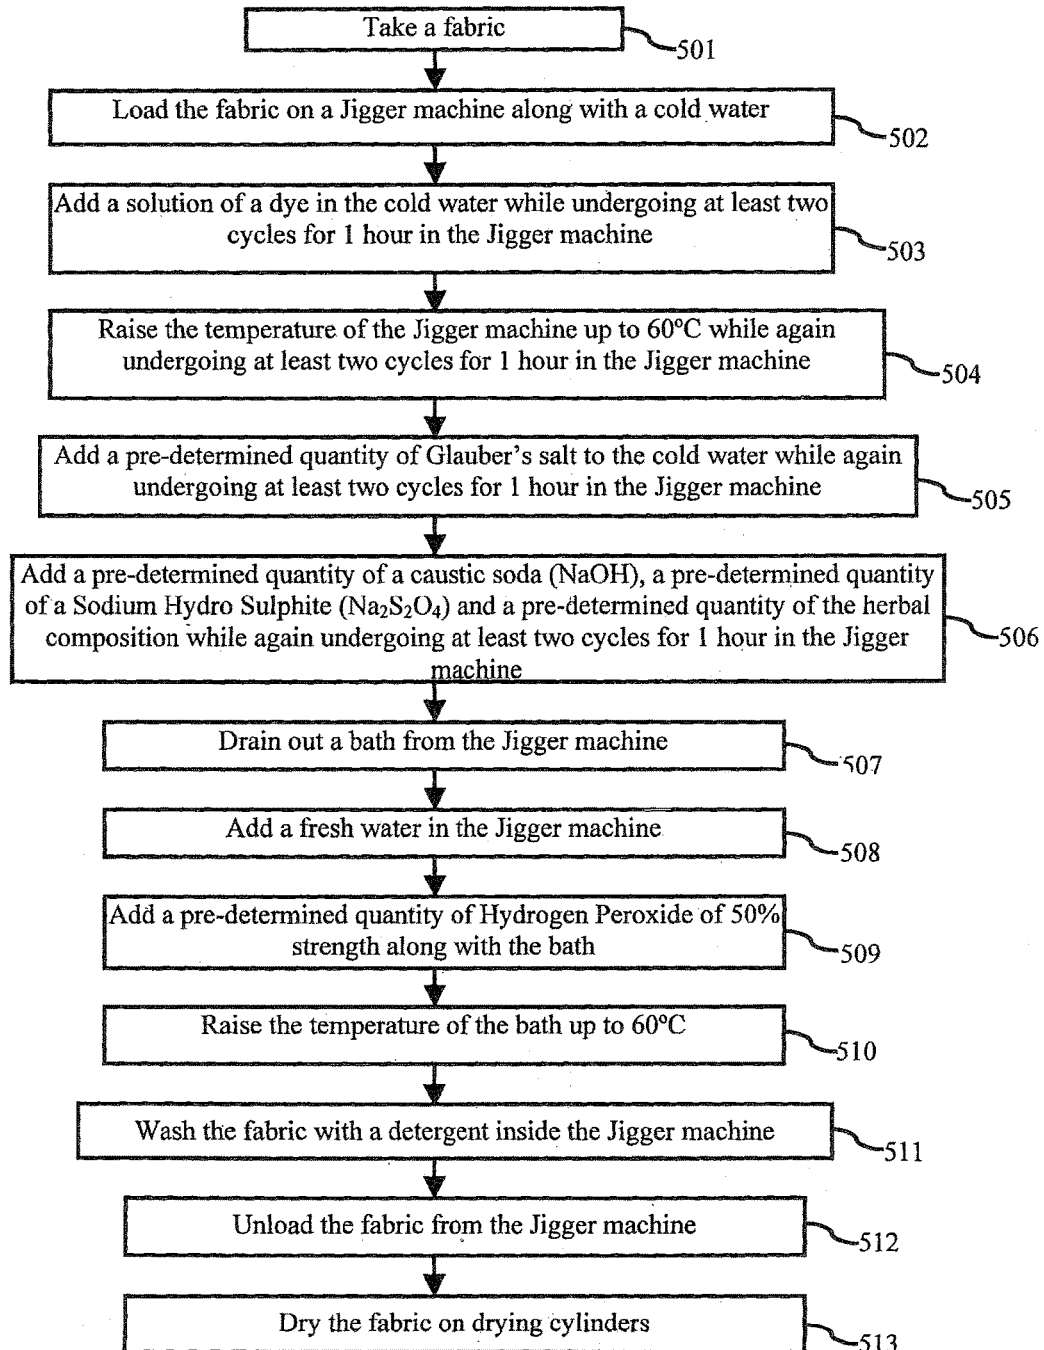 Take a fabric
501
Load the fabric on a Jigger machine along with a cold water
502
Add a solution of a dye in the cold water while undergoing at least two
cycles for 1 hour in the Jigger machine
503
Raise the temperature of the Jigger machine up to 60ºC while again
undergoing at least two cycles for 1 hour in the Jigger machine
504
Add a pre-determined quantity of Glauber's salt to the cold water while again
undergoing at least two cycles for 1 hour in the Jigger machine
505
Add a pre-determined quantity of a caustic soda (NaOH), a pre-determined quantity
of a Sodium Hydro Sulphite (Na₂S₂O₄) and a pre-determined quantity of the herbal
composition while again undergoing at least two cycles for 1 hour in the Jigger
machine
506
Drain out a bath from the Jigger machine
507
Add a fresh water in the Jigger machine
508
Add a pre-determined quantity of Hydrogen Peroxide of 50%
strength along with the bath
509
Raise the temperature of the bath up to 60ºC
510
Wash the fabric with a detergent inside the Jigger machine
511
Unload the fabric from the Jigger machine
512
Dry the fabric on drying cylinders
513